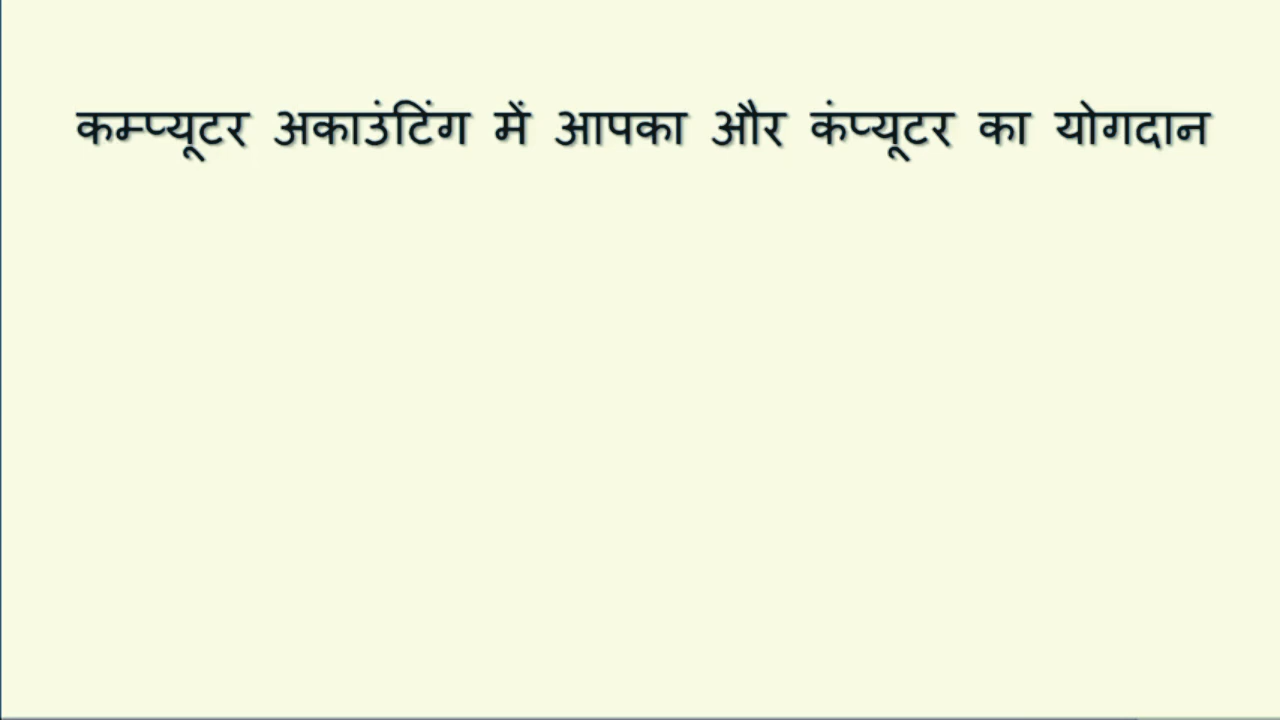 कम्प्यूटर अकाउंटिंग में आपका और कंप्यूटर का योगदान